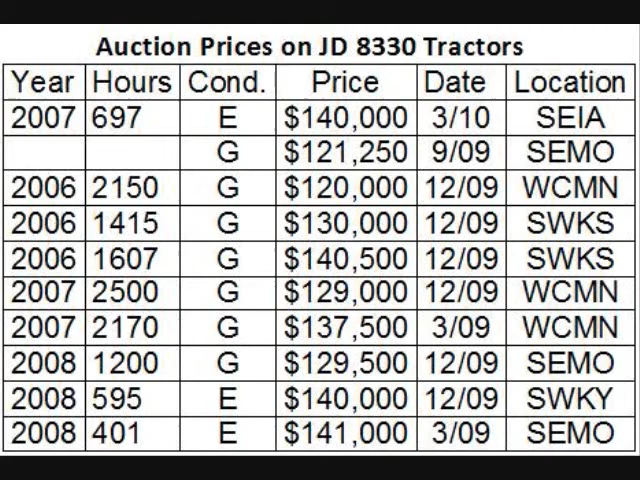 Auction Prices on JD 8330 Tractors
Year Hours Cond. Price Date Location
2007 697 E $140,000 3/10 SEIA
G $121,250 9/09 SEMO
2006 2150 G $120,000 12/09 WCMN
2006 1415 G $130,000 12/09 SWKS
2006 1607 G $140,500 12/09 SWKS
2007 2500 G $129,000 12/09 WCMN
2007 2170 G $137,500 3/09 WCMN
2008 1200 G $129,500 12/09 SEMO
2008 595 E $140,000 12/09 SWKY
2008 401 E $141,000 3/09 SEMO